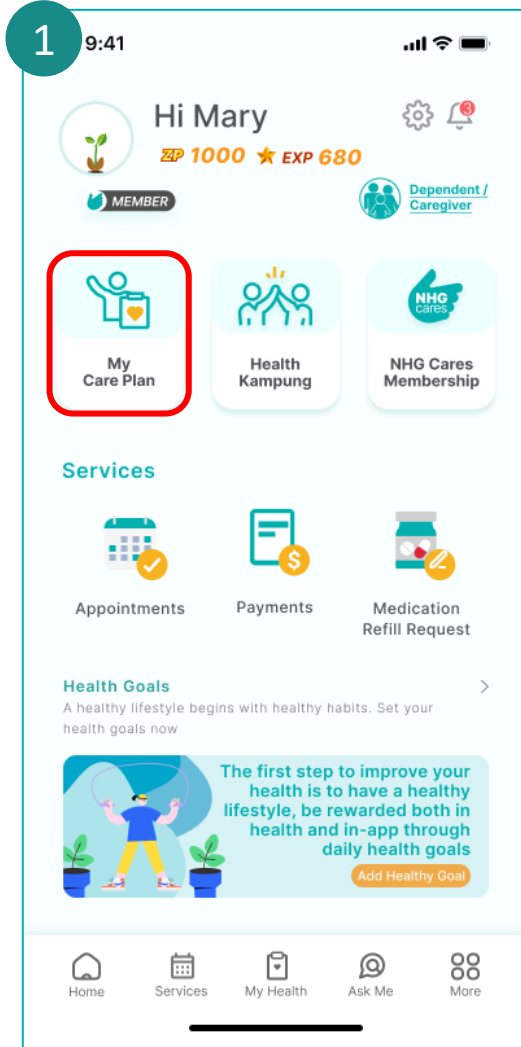 1
9:41
Hi Mary
3
ZP 1000 EXP 680
MEMBER
Dependent /
Caregiver
NHG
cares
My
Care Plan
Health
Kampung
NHG Cares
Membership
Services
$
Appointments
Payments
Medication
Refill Request
Health Goals
A healthy lifestyle begins with healthy habits. Set your
health goals now
The first step to improve your
health is to have a healthy
lifestyle, be rewarded both in
health and in-app through
daily health goals
Add Healthy Goal
Home
Services
My Health
Ask Me
More